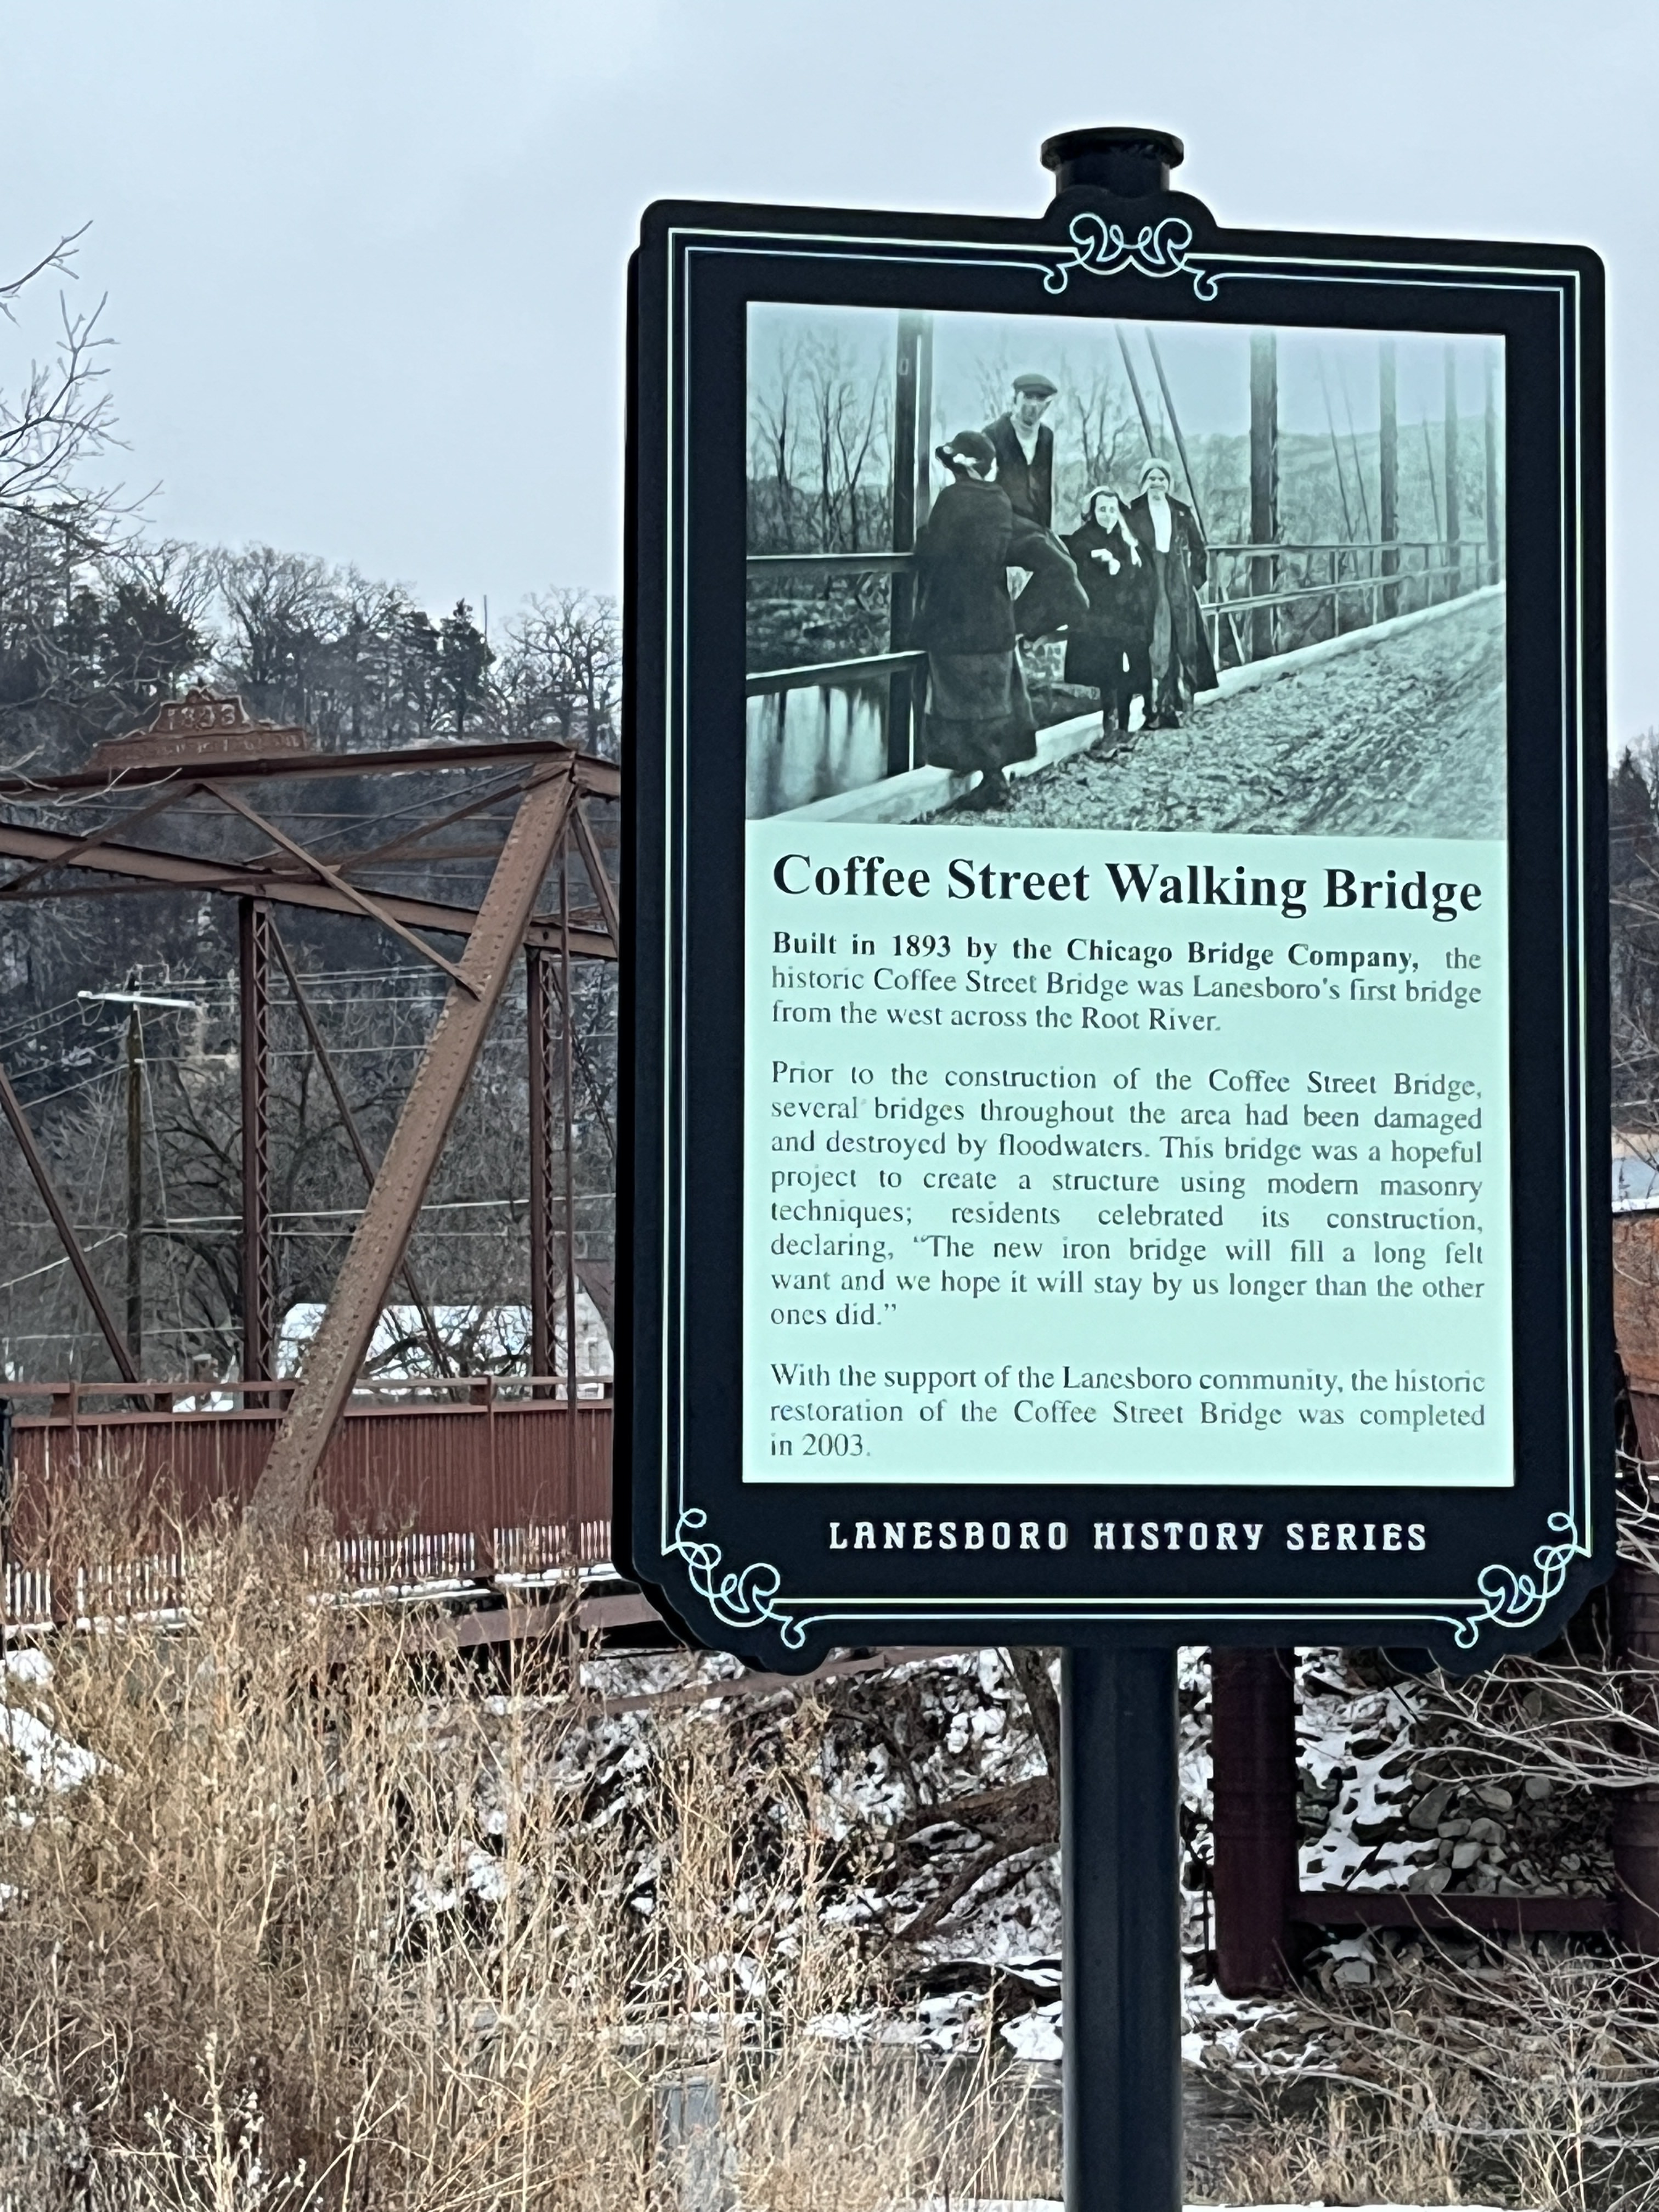 1893
Coffee Street Walking Bridge
Built in 1893 by the Chicago Bridge Company, the
historic Coffee Street Bridge was Lanesboro's first bridge
from the west across the Root River.
Prior to the construction of the Coffee Street Bridge,
several bridges throughout the area had been damaged
and destroyed by floodwaters. This bridge was a hopeful
project to create a structure using modern masonry
techniques; residents celebrated its construction,
declaring, “The new iron bridge will fill a long felt
want and we hope it will stay by us longer than the other
ones did.”
With the support of the Lanesboro community, the historic
restoration of the Coffee Street Bridge was completed
in 2003.
LANESBORO HISTORY SERIES